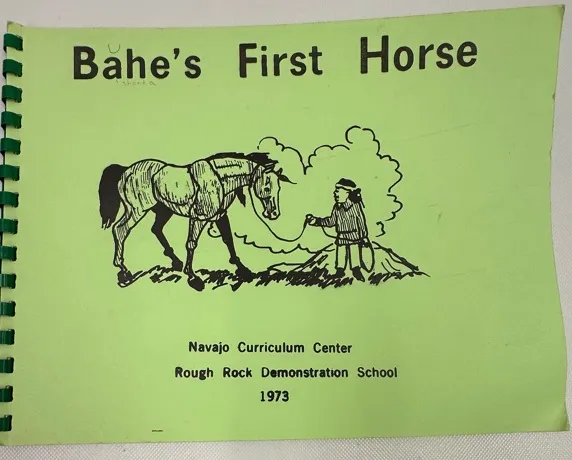 Bahe's First Horse
Navajo Curriculum Center
Rough Rock Demonstration School
1973